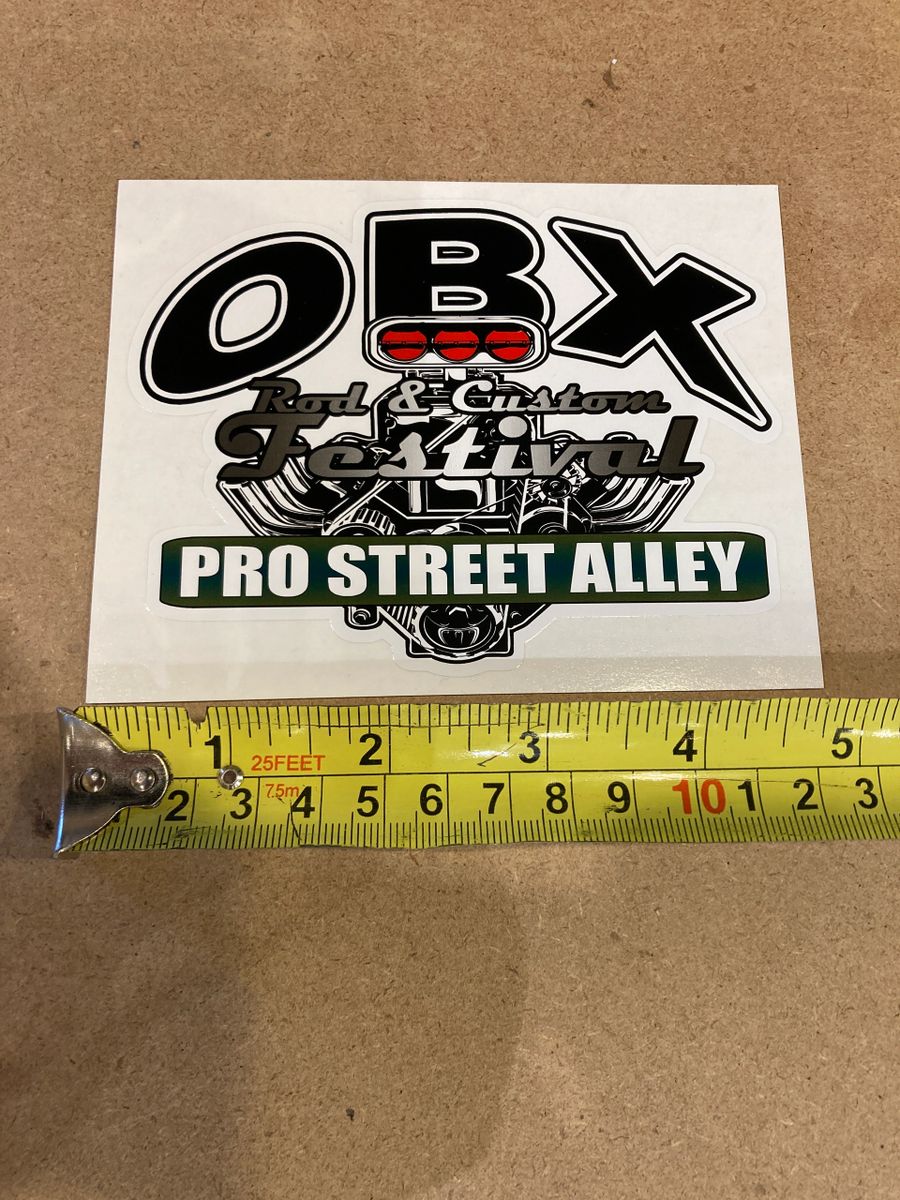 OBX
Rod & Custom
Festival
PRO STREET ALLEY
1 25FEET 2 3 4 5
2 3 7.5m 4 5 6 7 8 9 10 1 2 3